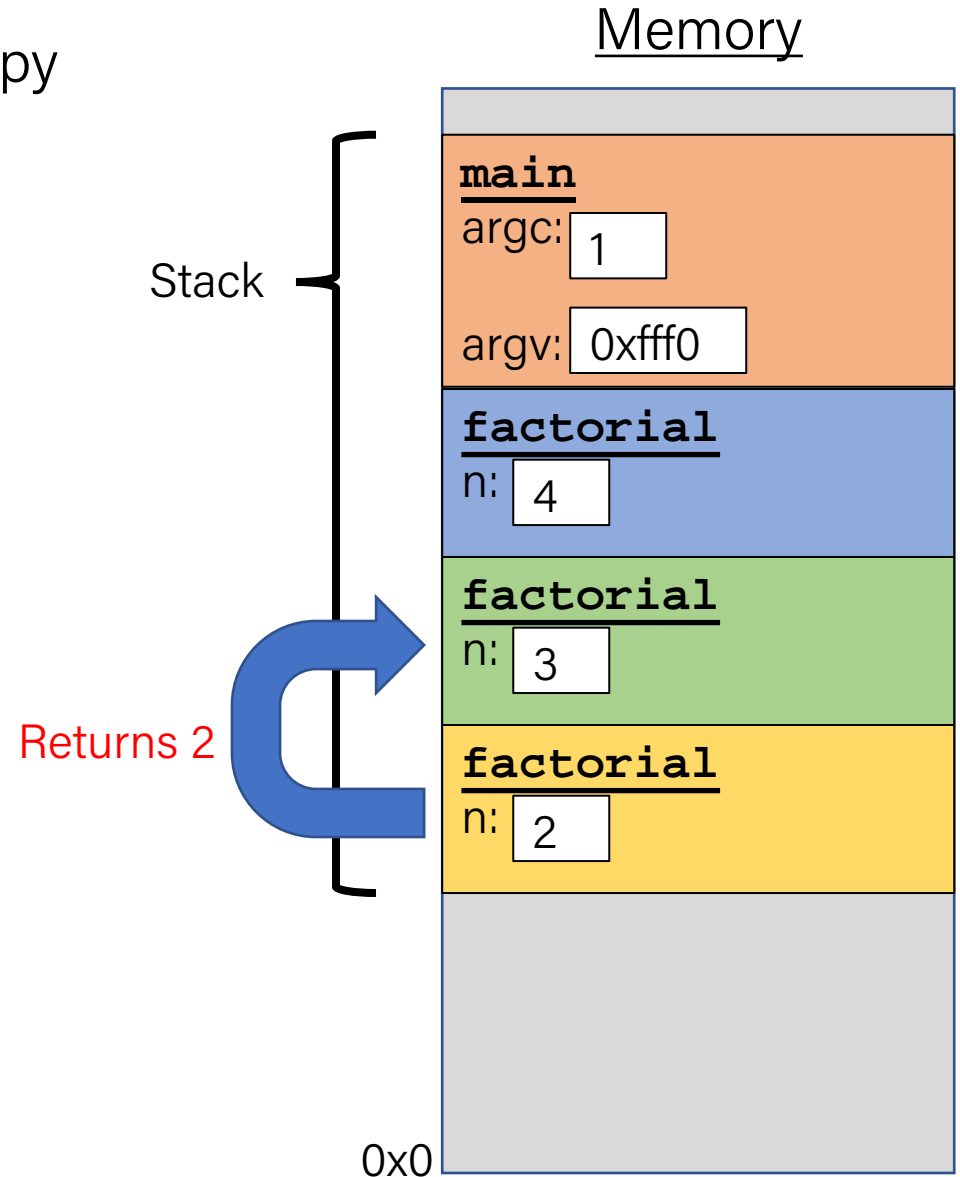 py
Memory
Stack
main
argc: 1
argv: 0xfff0
factorial
n: 4
factorial
n: 3
Returns 2
factorial
n: 2
0x0